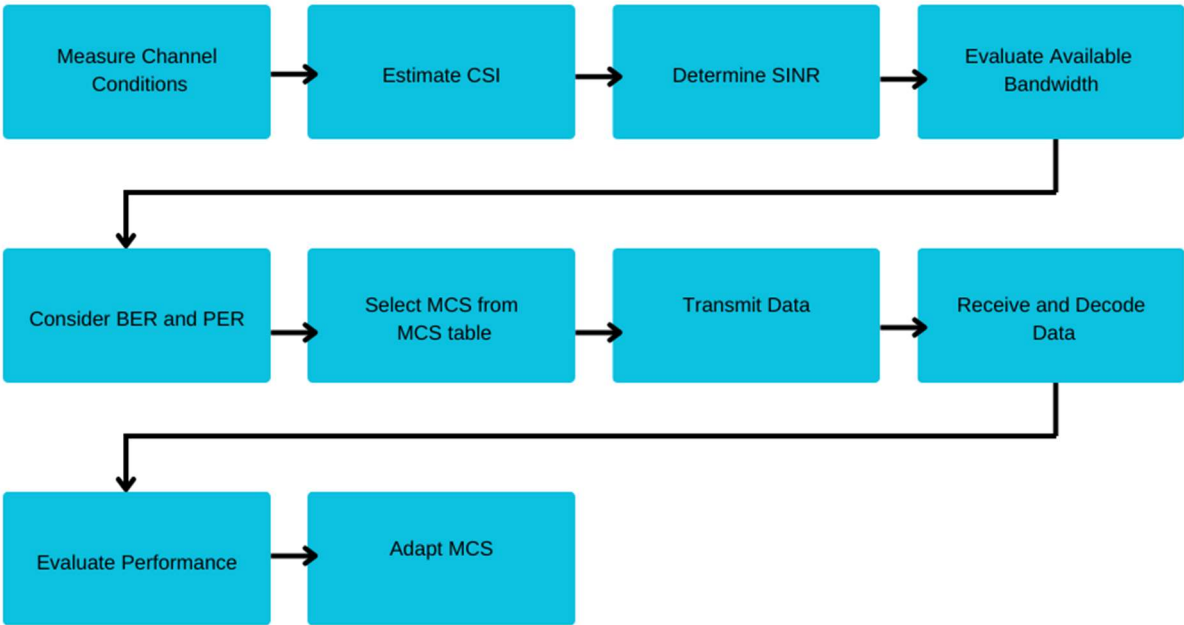 Measure Channel
Conditions
Estimate CSI
Determine SINR
Evaluate Available
Bandwidth
Consider BER and PER
Select MCS from
MCS table
Transmit Data
Receive and Decode
Data
Evaluate Performance
Adapt MCS